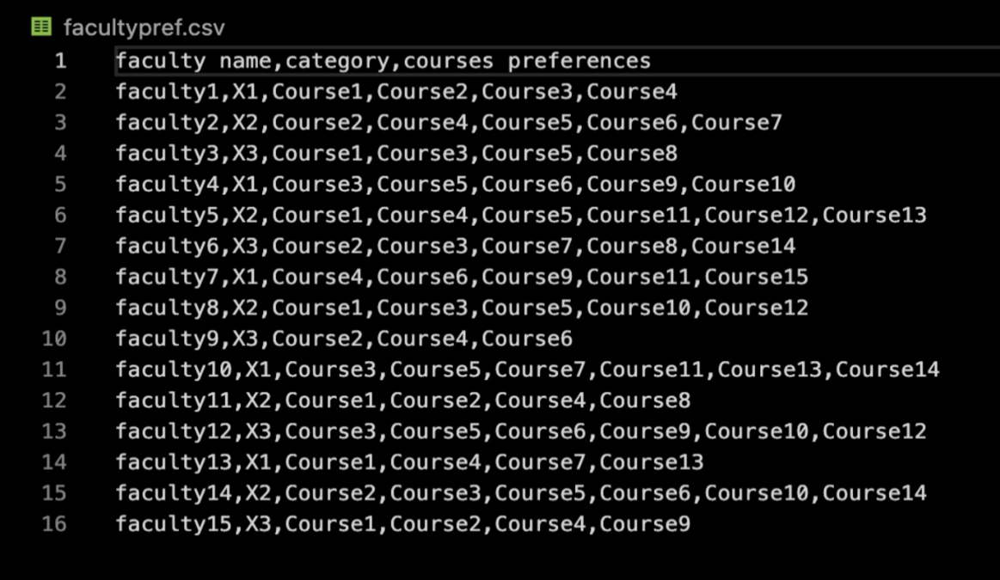 facultypref.csv
1 faculty name,category,courses preferences
2 faculty1,X1,Course1,Course2,Course3,Course4
3 faculty2,X2,Course2,Course4,Course5,Course6,Course7
4 faculty3,X3,Course1,Course3,Course5,Course8
5 faculty4,X1,Course3,Course5,Course6,Course9,Course10
6 faculty5,X2,Course1,Course4,Course5,Course11,Course12,Course13
7 faculty6,X3,Course2,Course3,Course7,Course8,Course14
8 faculty7,X1,Course4,Course6,Course9,Course11,Course15
9 faculty8,X2,Course1,Course3,Course5,Course10,Course12
10 faculty9,X3,Course2,Course4,Course6
11 faculty10,X1,Course3,Course5,Course7,Course11,Course13,Course14
12 faculty11,X2,Course1,Course2,Course4,Course8
13 faculty12,X3,Course3,Course5,Course6,Course9,Course10,Course12
14 faculty13,X1,Course1,Course4,Course7,Course13
15 faculty14,X2,Course2,Course3,Course5,Course6,Course10,Course14
16 faculty15,X3,Course1,Course2,Course4,Course9